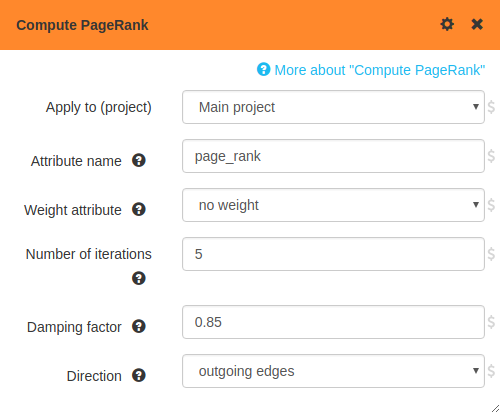 Compute PageRank
More about "Compute PageRank"
Apply to (project) Main project $
Attribute name page_rank $
Weight attribute no weight $
Number of iterations 5 $
Damping factor 0.85 $
Direction outgoing edges $